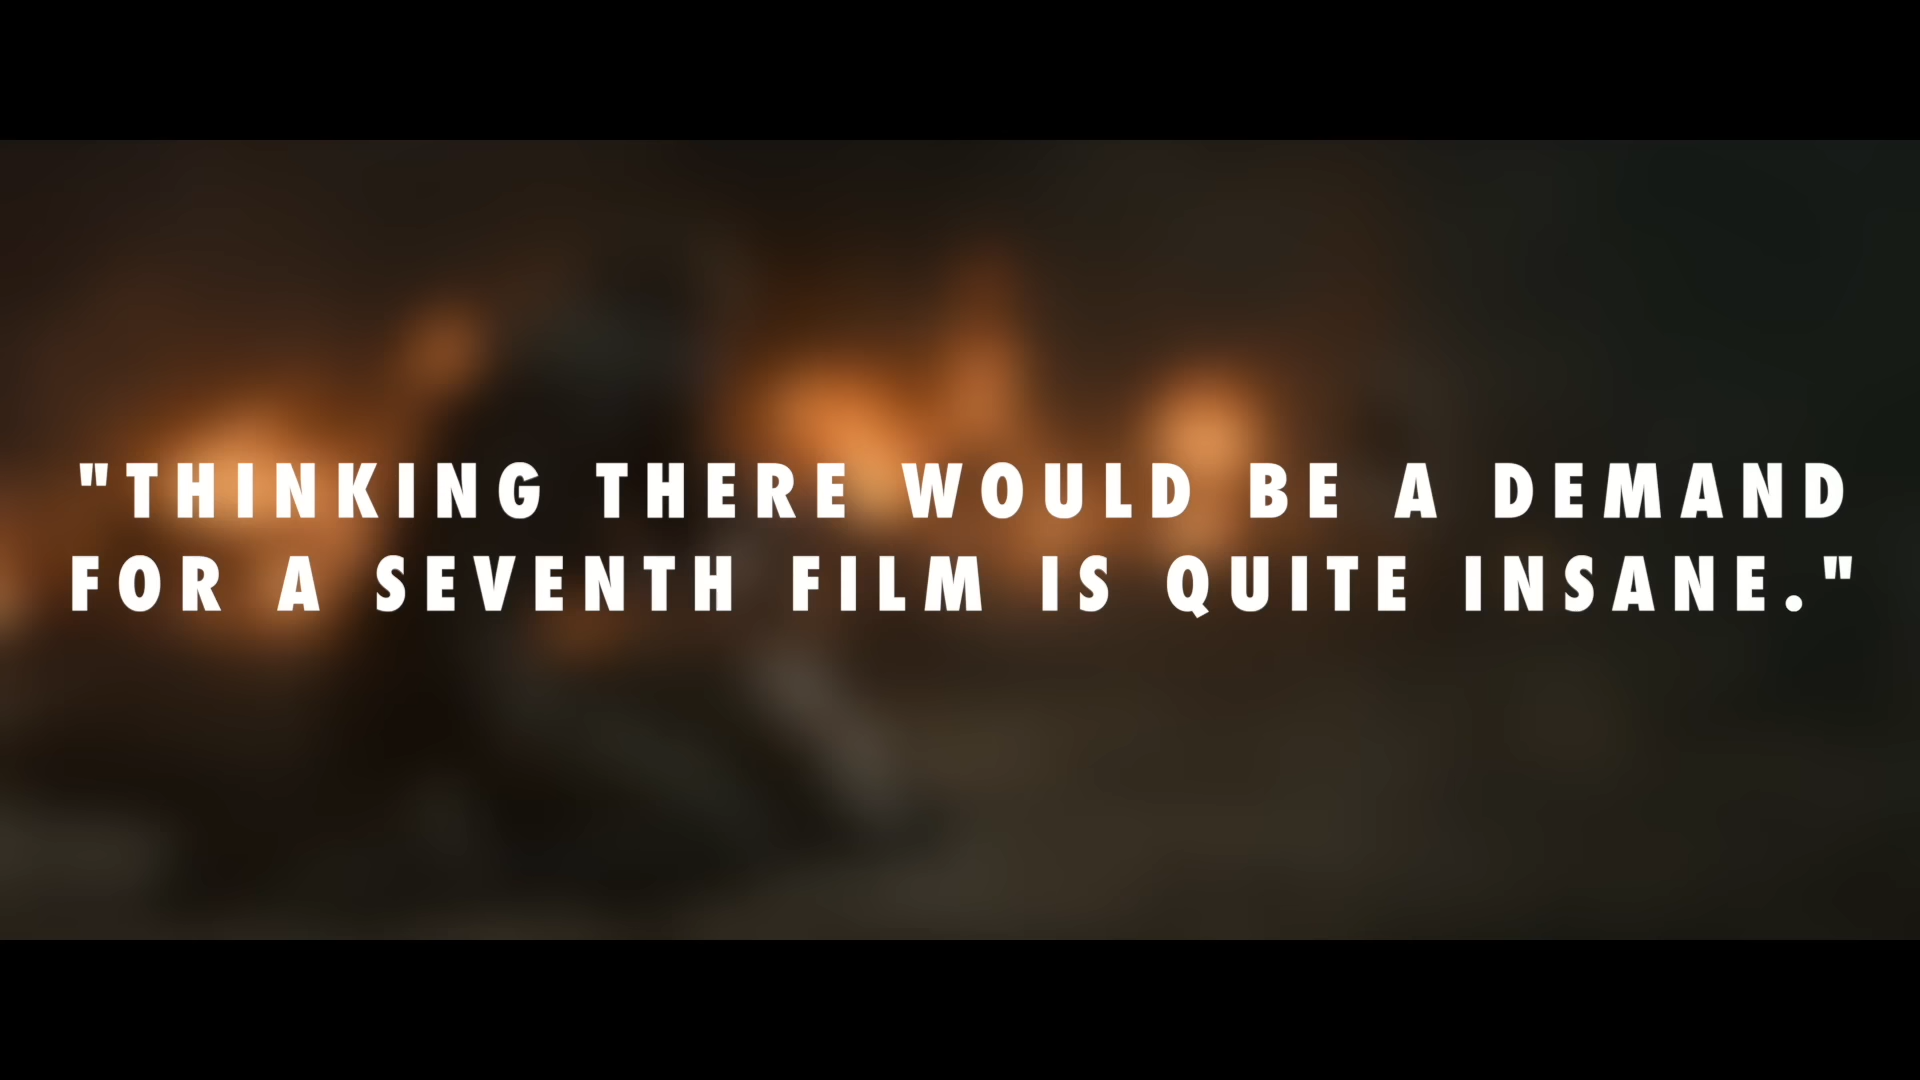 "THINKING THERE WOULD BE A DEMAND
FOR A SEVENTH FILM IS QUITE INSANE."